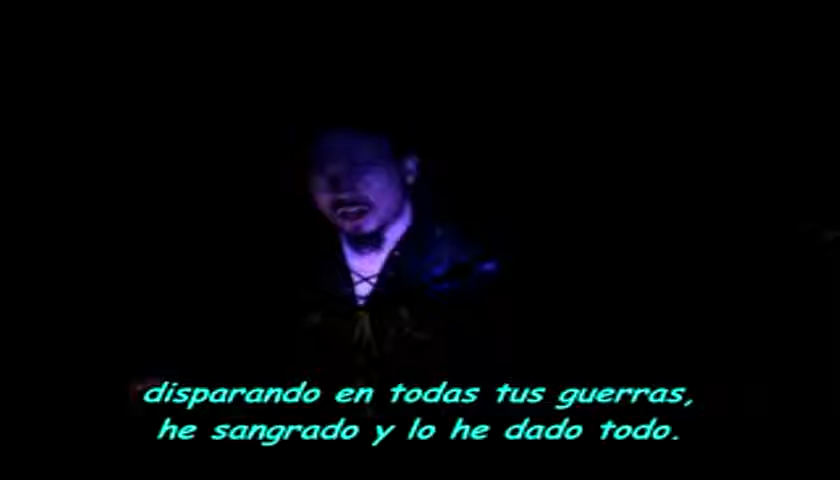 disparando en todas tus guerras,
he sangrado y lo he dado todo.